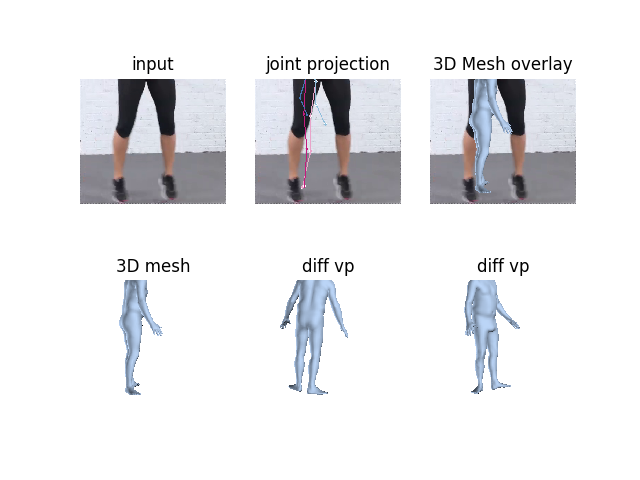 input
joint projection
3D Mesh overlay
3D mesh
diff vp
diff vp